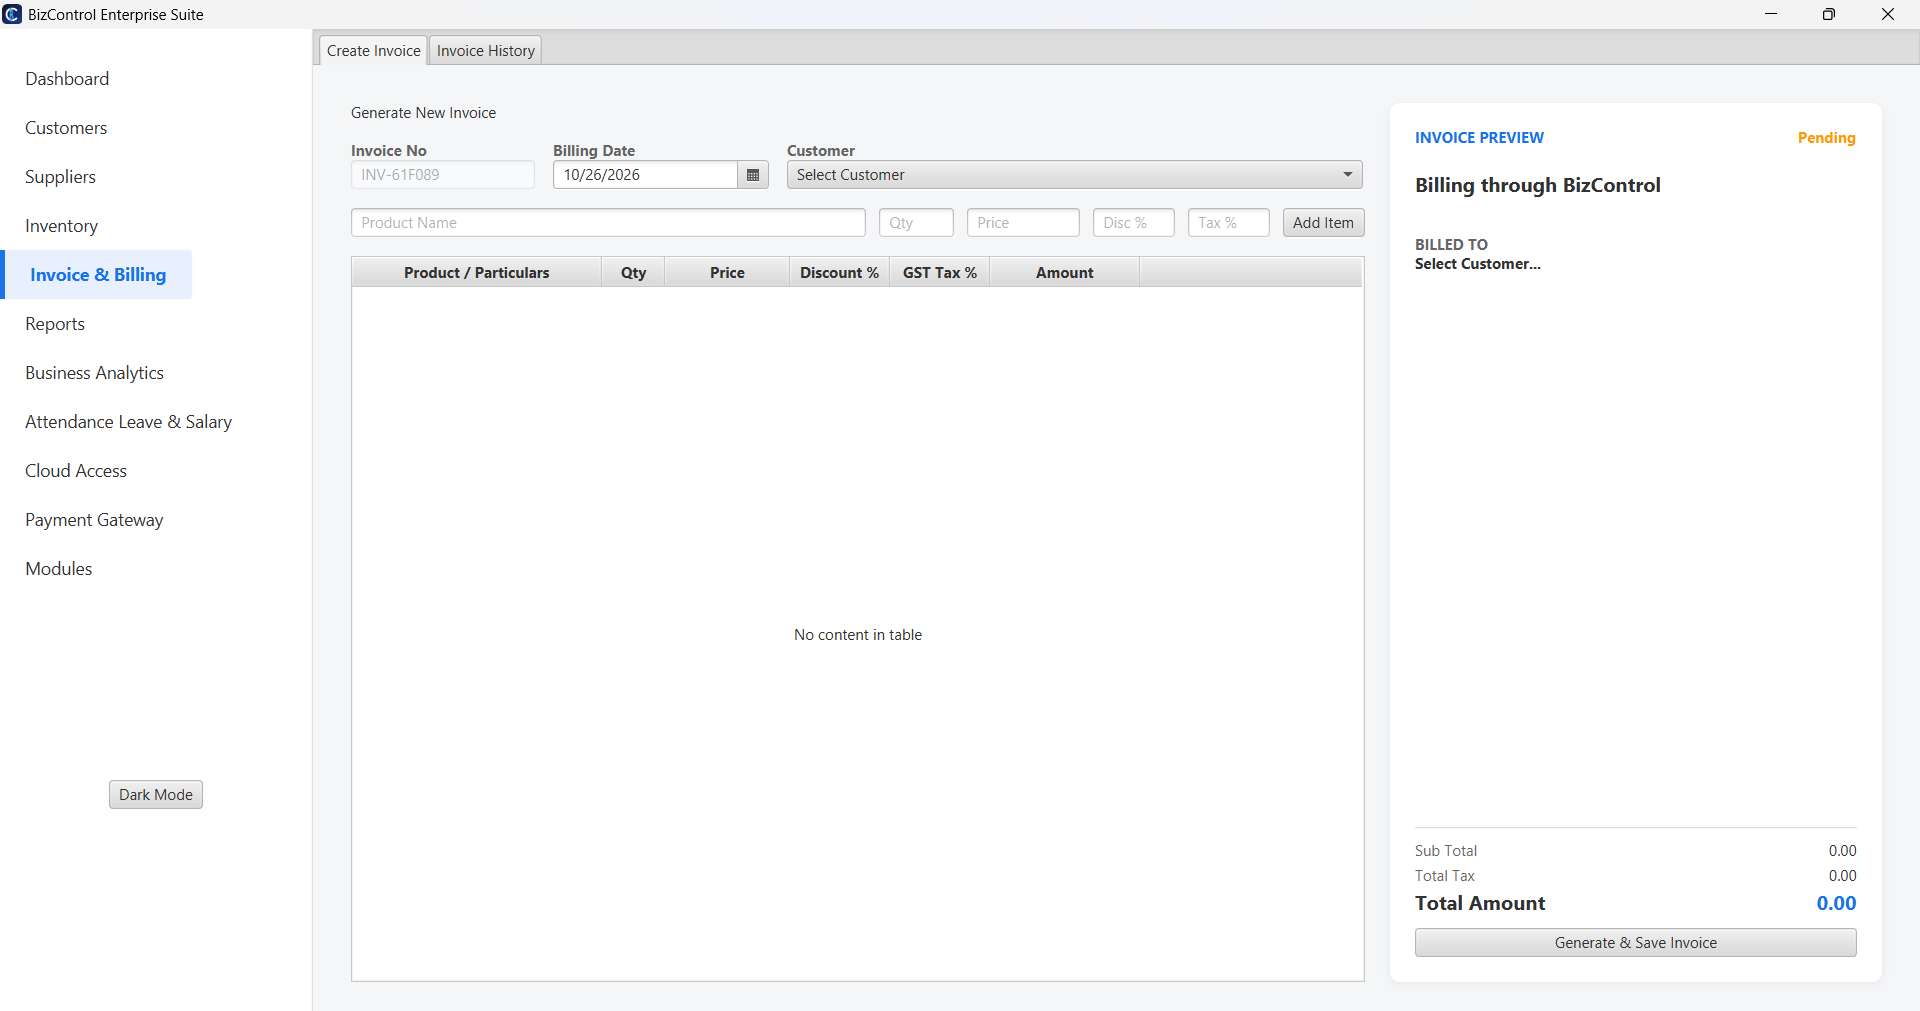 BizControl Enterprise Suite
Dashboard
Customers
Suppliers
Inventory
Invoice & Billing
Reports
Business Analytics
Attendance Leave & Salary
Cloud Access
Payment Gateway
Modules
Dark Mode
Create Invoice Invoice History
Generate New Invoice
Invoice No Billing Date Customer
INV-61F089 10/26/2026 Select Customer
Product Name Qty Price Disc % Tax % Add Item
Product / Particulars Qty Price Discount % GST Tax % Amount
No content in table
INVOICE PREVIEW Pending
Billing through BizControl
BILLED TO
Select Customer...
Sub Total 0.00
Total Tax 0.00
Total Amount 0.00
Generate & Save Invoice